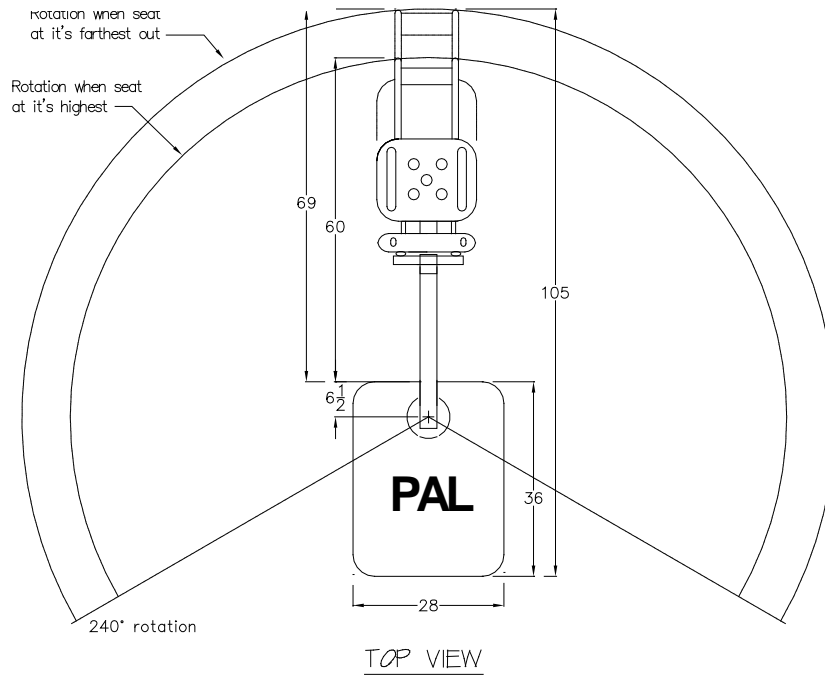 Rotation when seat
at it's farthest out
Rotation when seat
at it's highest
69
60
105
6 1/2
36
PAL
28
240° rotation
TOP VIEW